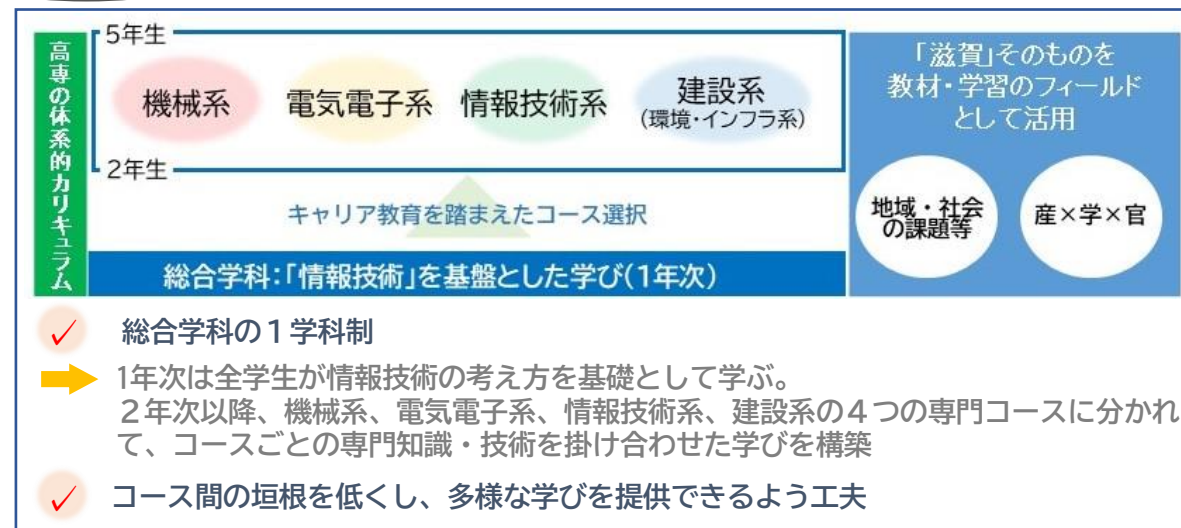 高専の体系的カリキュラム
5年生
機械系
電気電子系
情報技術系
建設系
(環境・インフラ系)
2年生
キャリア教育を踏まえたコース選択
総合学科:「情報技術」を基盤とした学び(1年次)
「滋賀」そのものを
教材・学習のフィールド
として活用
地域・社会
の課題等
産×学×官
✓ 総合学科の１学科制
1年次は全学生が情報技術の考え方を基礎として学ぶ。
２年次以降、機械系、電気電子系、情報技術系、建設系の４つの専門コースに分かれ
て、コースごとの専門知識・技術を掛け合わせた学びを構築
✓ コース間の垣根を低くし、多様な学びを提供できるよう工夫